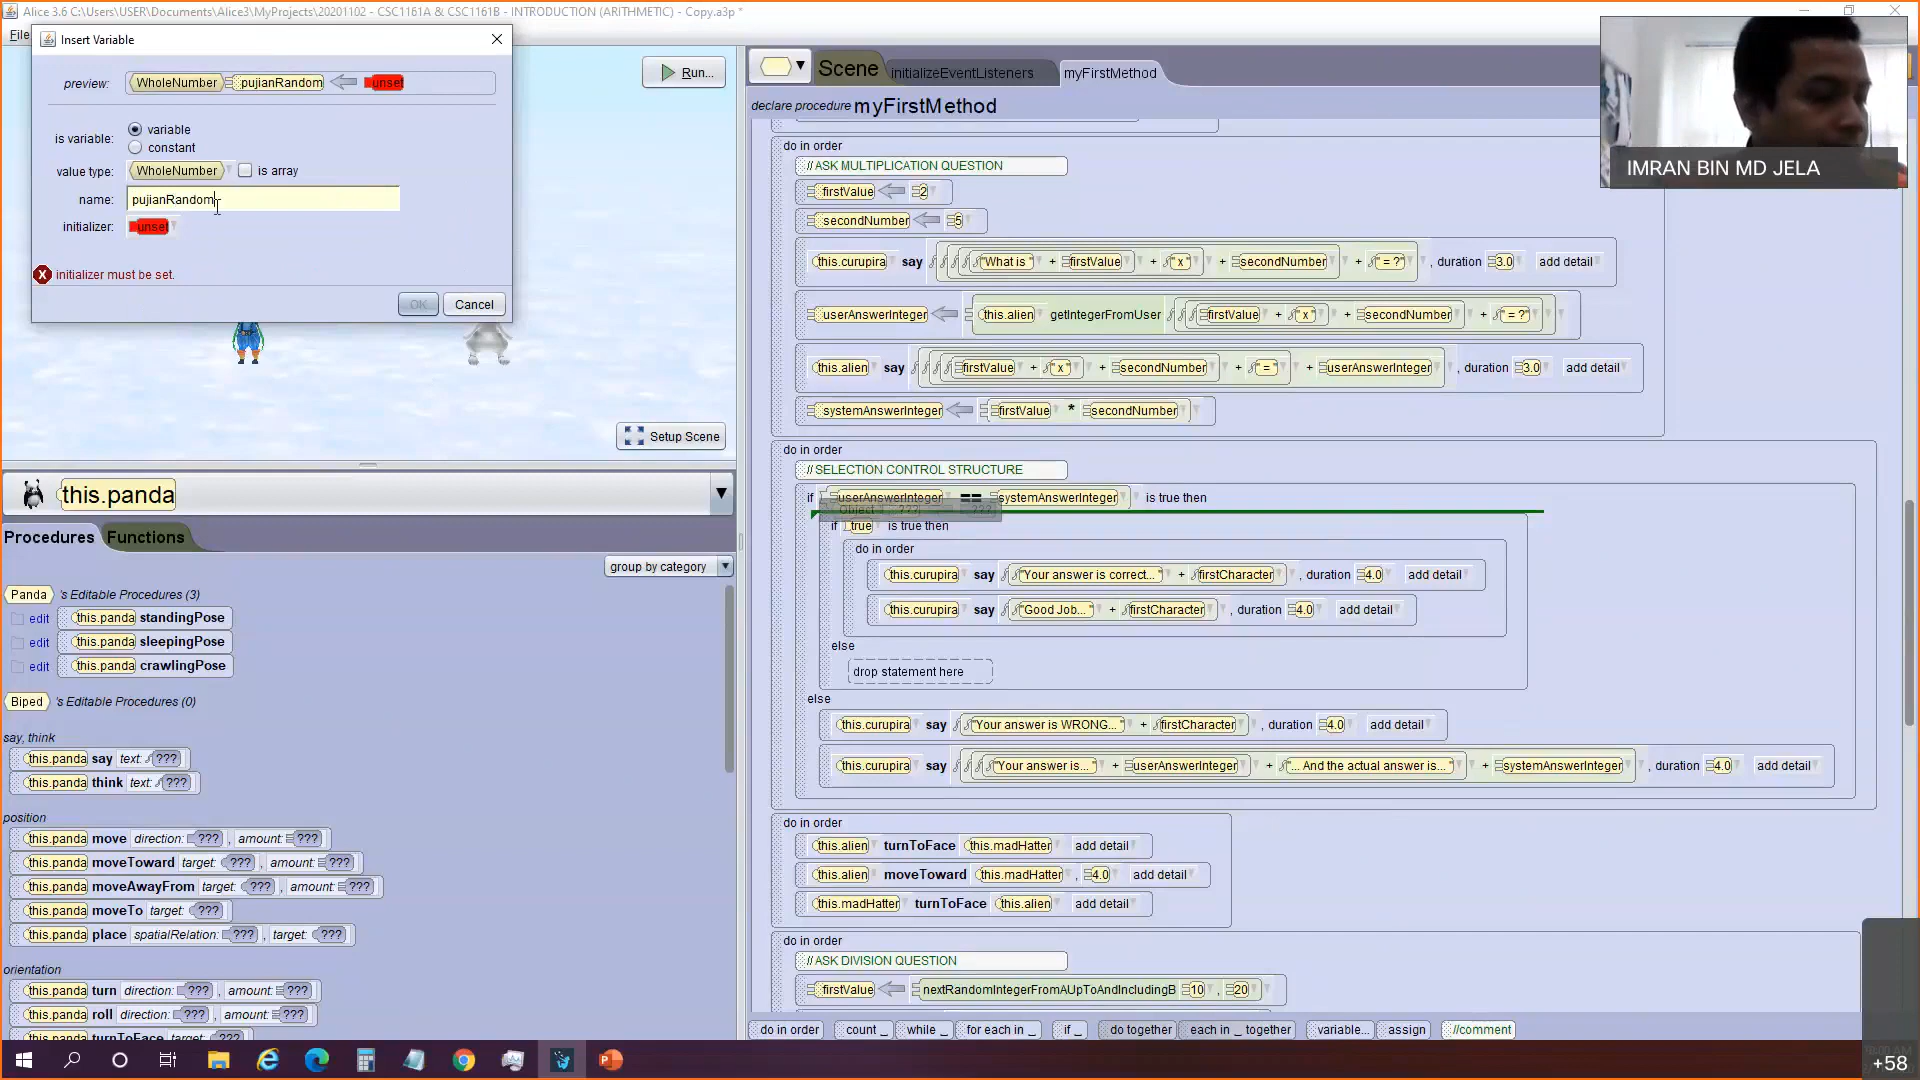 Alice 3.6 C:\Users\USER\Documents\Alice3\MyProjects\20201102 - CSC1161A & CSC1161B - INTRODUCTION (ARITHMETIC) - Copy.a3p *
File
Insert Variable
preview: WholeNumber pujianRandom unset
is variable: variable
constant
value type: WholeNumber is array
name: pujianRandom
initializer: unset
initializer must be set.
OK Cancel
Run...
Setup Scene
this.panda
Procedures Functions
group by category
Panda 's Editable Procedures (3)
edit this.panda standingPose
edit this.panda sleepingPose
edit this.panda crawlingPose
Biped 's Editable Procedures (0)
say, think
this.panda say text: ???
this.panda think text: ???
position
this.panda move direction: ??? , amount: ???
this.panda moveToward target: ??? , amount: ???
this.panda moveAwayFrom target: ??? , amount: ???
this.panda moveTo target: ???
this.panda place spatialRelation: ??? , target: ???
orientation
this.panda turn direction: ??? , amount: ???
this.panda roll direction: ??? , amount: ???
this.panda turnToFace target: ???
Scene initializeEventListeners myFirstMethod
declare procedure myFirstMethod
do in order
//ASK MULTIPLICATION QUESTION
firstValue 2
secondNumber 5
this.curupira say "What is " + firstValue + " x " + secondNumber + " = ?" , duration 3.0 add detail
userAnswerInteger this.alien getIntegerFromUser firstValue + " x " + secondNumber + " = ?"
this.alien say firstValue + " x " + secondNumber + " = " + userAnswerInteger , duration 3.0 add detail
systemAnswerInteger firstValue * secondNumber
do in order
//SELECTION CONTROL STRUCTURE
if userAnswerInteger == systemAnswerInteger is true then
Object ??? ???
if true is true then
do in order
this.curupira say "Your answer is correct... " + firstCharacter , duration 4.0 add detail
this.curupira say "Good Job... " + firstCharacter , duration 4.0 add detail
else
drop statement here
else
this.curupira say "Your answer is WRONG... " + firstCharacter , duration 4.0 add detail
this.curupira say "Your answer is... " + userAnswerInteger + "... And the actual answer is... " + systemAnswerInteger , duration 4.0 add detail
do in order
this.alien turnToFace this.madHatter add detail
this.alien moveToward this.madHatter , 4.0 add detail
this.madHatter turnToFace this.alien add detail
do in order
//ASK DIVISION QUESTION
firstValue nextRandomIntegerFromAUpToAndIncludingB 10 , 20
do in order count _ while _ for each in _ if _ do together each in _ together variable... assign //comment
IMRAN BIN MD JELA
+58